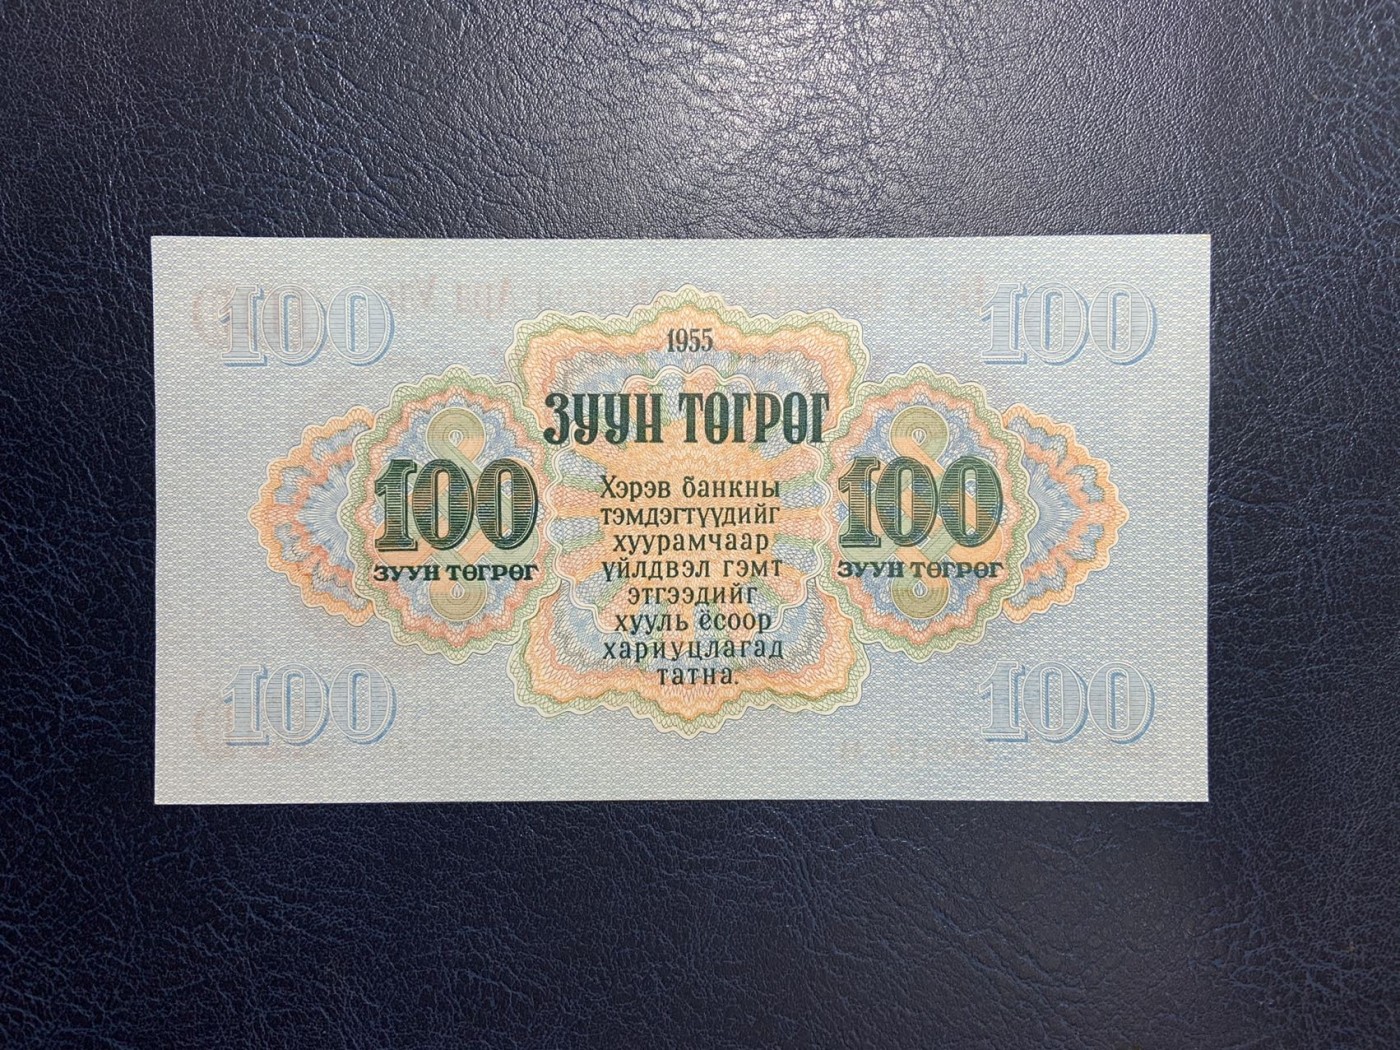 100 100
1955
ЗУУН ТӨГРӨГ
100 100
ЗУУН ТӨГРӨГ ЗУУН ТӨГРӨГ
Хэрэв банкны
тэмдэгтүүдийг
хуурамчаар
үйлдвэл гэмт
этгээдийг
хууль ёсоор
хариуцлагад
татна.
100 100